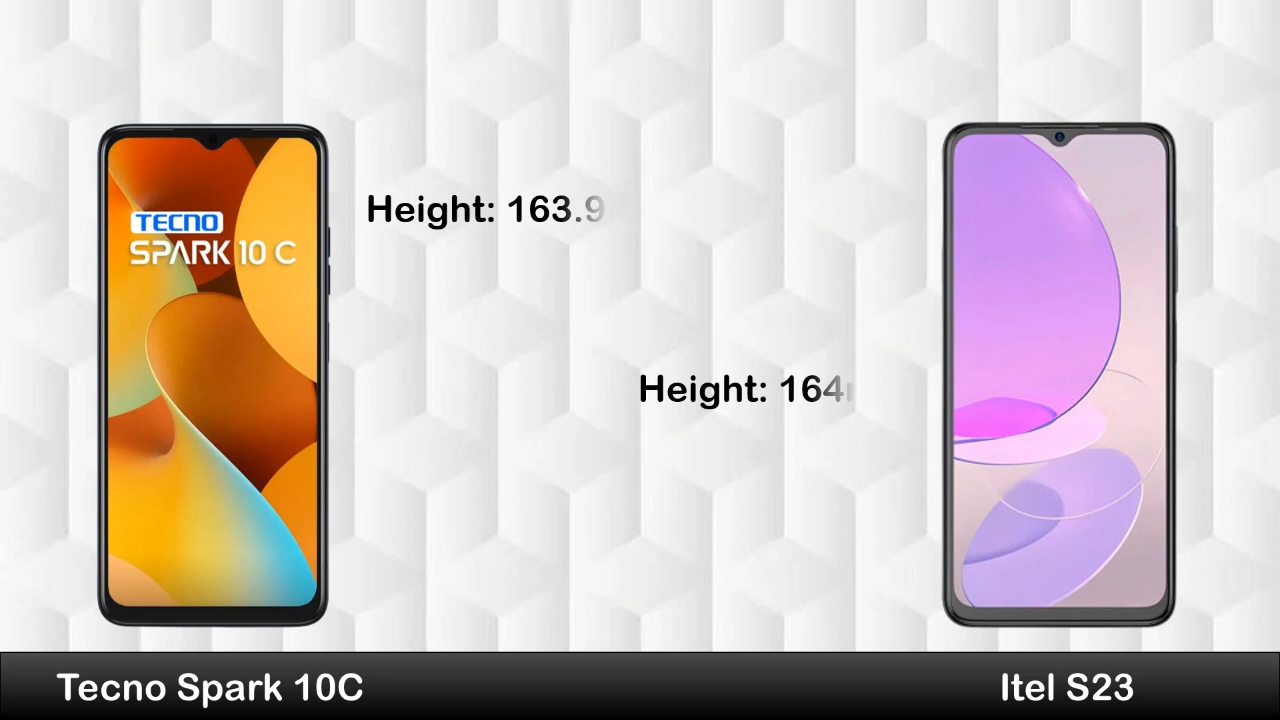 TECNO
SPARK 10 C
Height: 163.9
Height: 164
Tecno Spark 10C
Itel S23